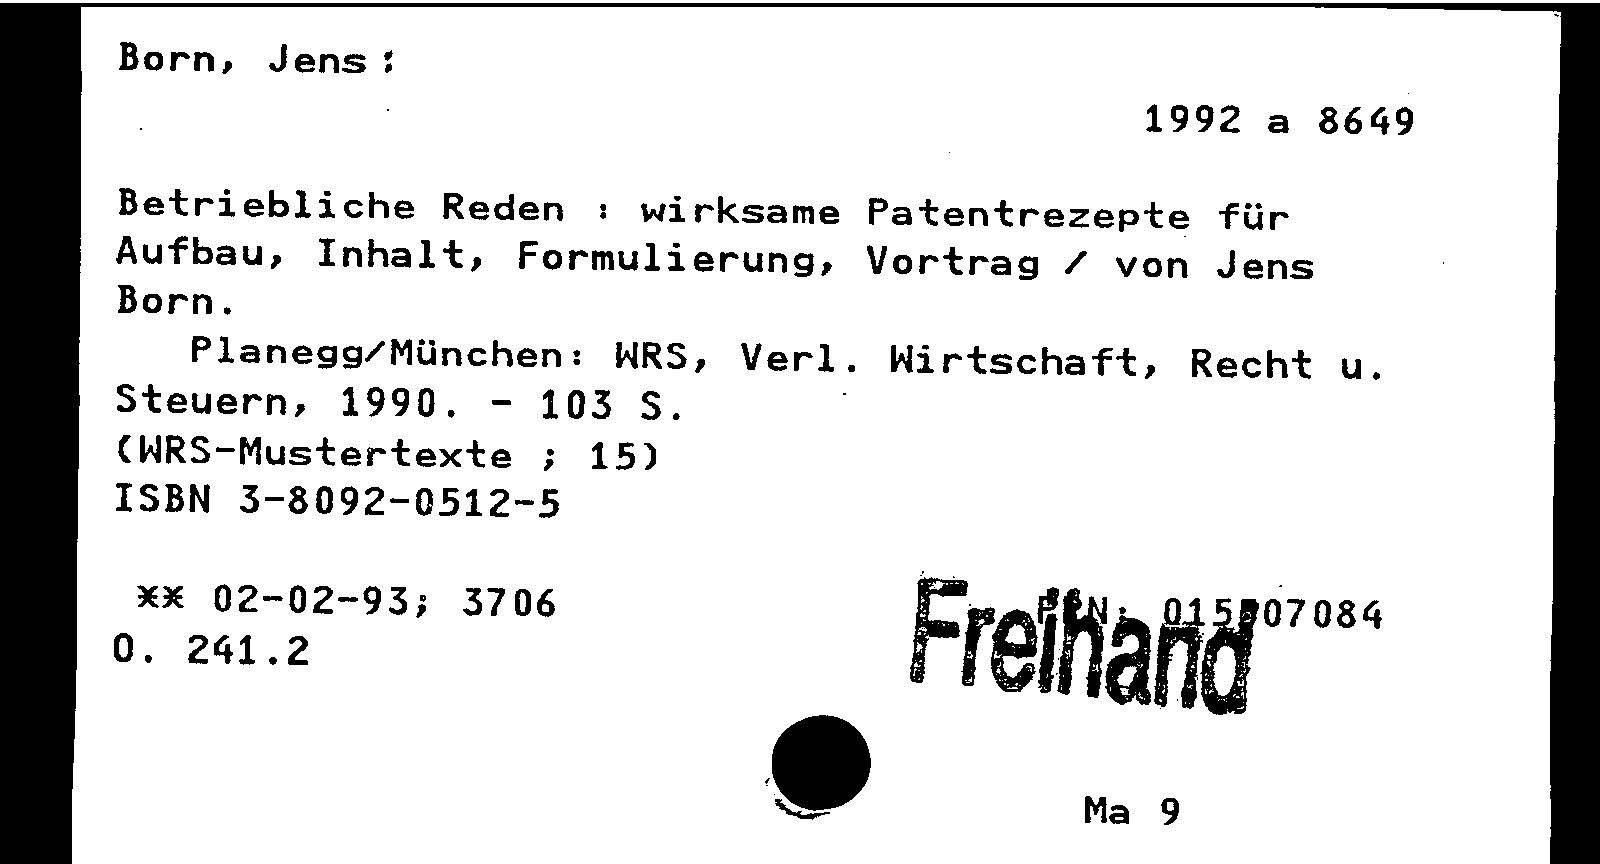 Born, Jens:
1992 a 8649
Betriebliche Reden : wirksame Patentrezepte für
Aufbau, Inhalt, Formulierung, Vortrag / von Jens
Born.
Planegg/München: WRS, Verl. Wirtschaft, Recht u.
Steuern, 1990. - 103 S.
(WRS-Mustertexte ; 15)
ISBN 3-8092-0512-5
** 02-02-93; 3706
PPN:
Freihand
O. 241.2
Ma 9